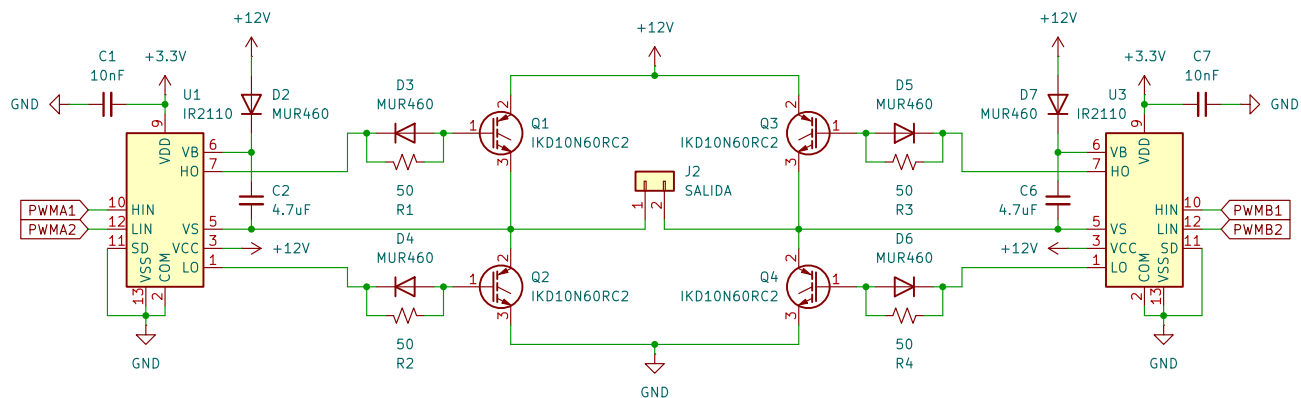 +12V
+12V
+12V
C1
10nF
+3.3V
GND
U1
IR2110
D2
MUR460
D3
MUR460
D5
MUR460
D7
MUR460
+3.3V
U3
IR2110
C7
10nF
GND
9
VDD
VB 6
HO 7
1
2
3
Q1
IKD10N60RC2
50
R1
2
1
3
Q3
IKD10N60RC2
50
R3
9
VDD
6 VB
7 HO
C2
4.7uF
J2
SALIDA
1
2
C6
4.7uF
PWMA1
PWMA2
10 HIN
12 LIN
11 SD
VS 5
VCC 3
LO 1
+12V
VSS
COM
13
2
GND
D4
MUR460
1
2
3
Q2
IKD10N60RC2
50
R2
GND
2
1
3
Q4
IKD10N60RC2
D6
MUR460
50
R4
+12V
5 VS
3 VCC
1 LO
HIN 10
LIN 12
SD 11
PWMB1
PWMB2
COM
VSS
2
13
GND